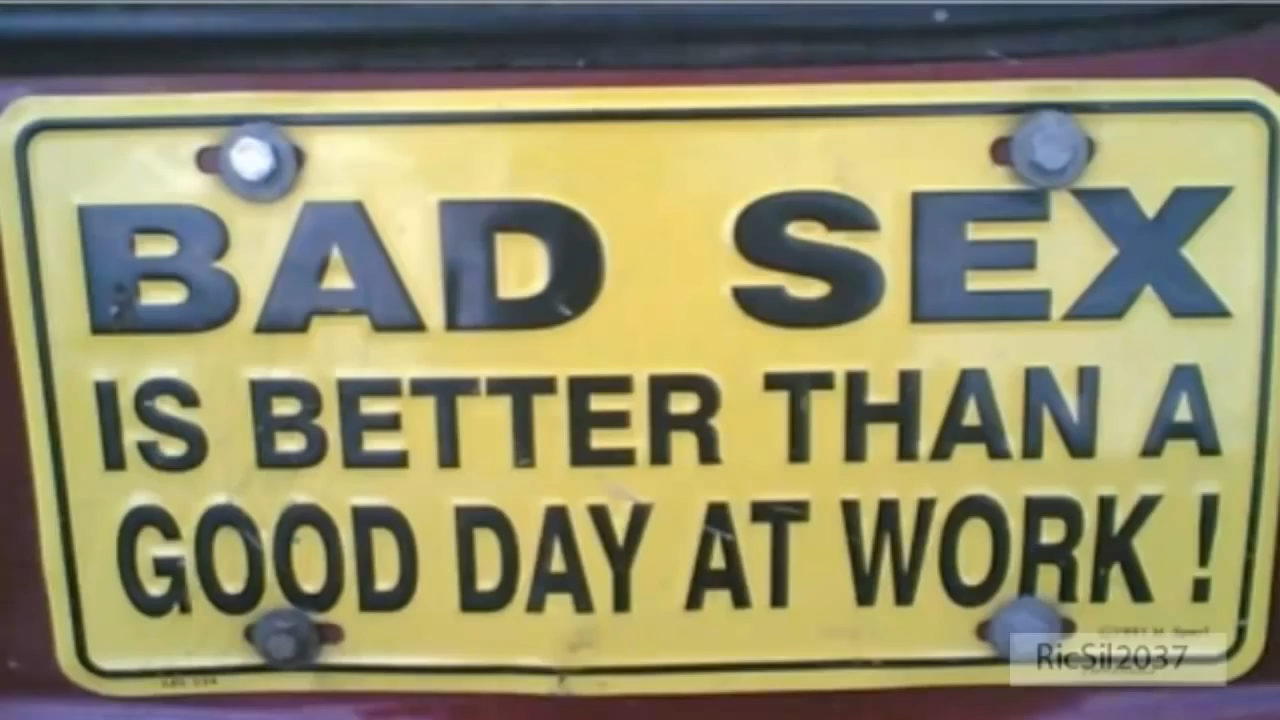 BAD SEX
IS BETTER THAN A
GOOD DAY AT WORK !
RicSil2037